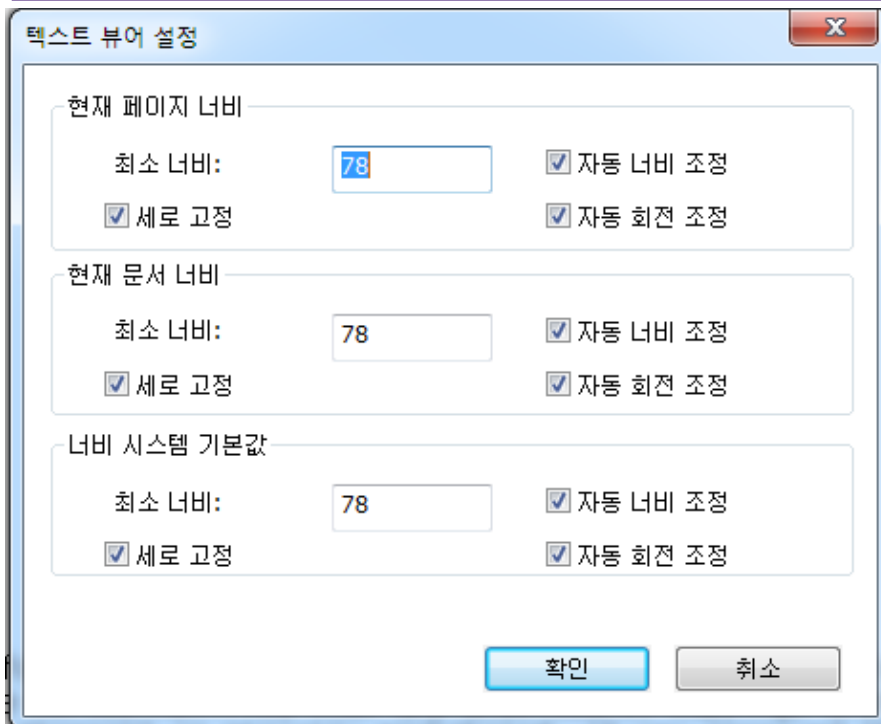 텍스트 뷰어 설정
현재 페이지 너비
최소 너비: 78 자동 너비 조정
세로 고정 자동 회전 조정
현재 문서 너비
최소 너비: 78 자동 너비 조정
세로 고정 자동 회전 조정
너비 시스템 기본값
최소 너비: 78 자동 너비 조정
세로 고정 자동 회전 조정
확인 취소